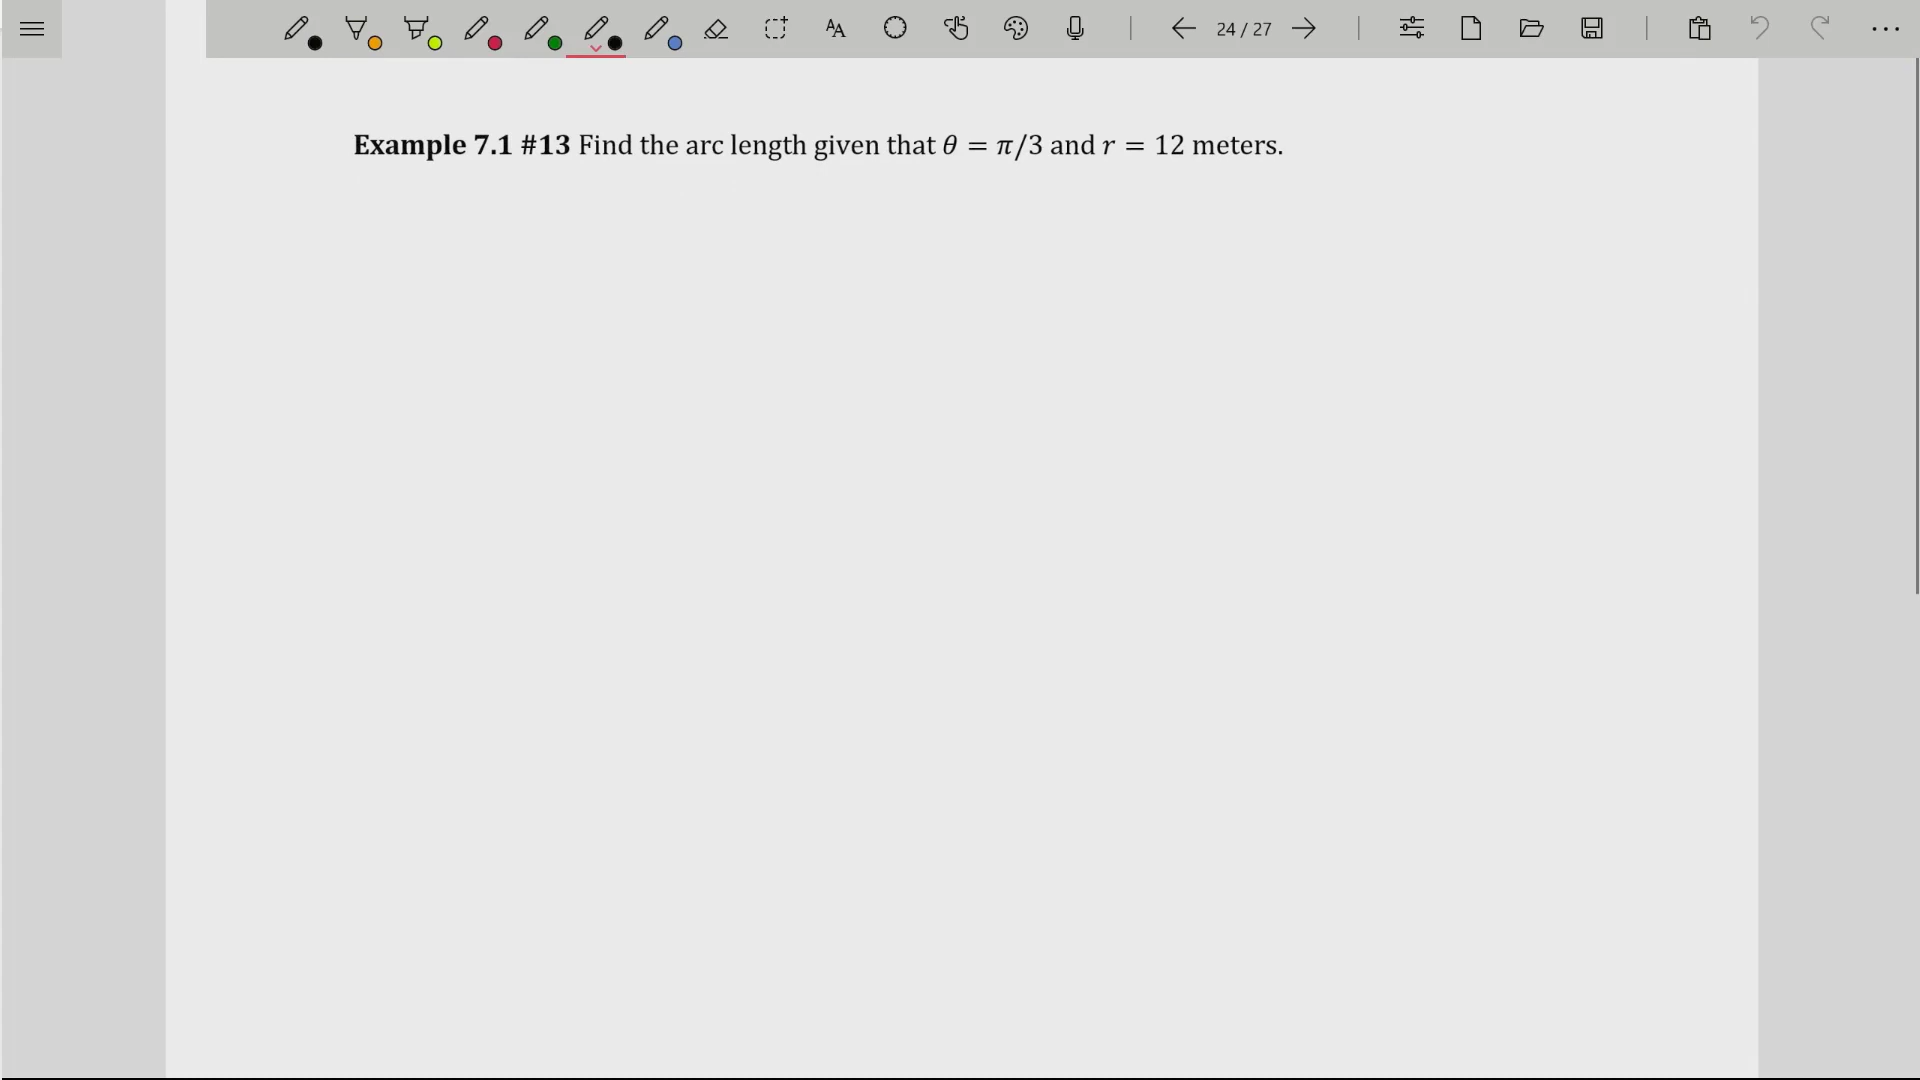 24 / 27
Example 7.1 #13 Find the arc length given that θ = π/3 and r = 12 meters.